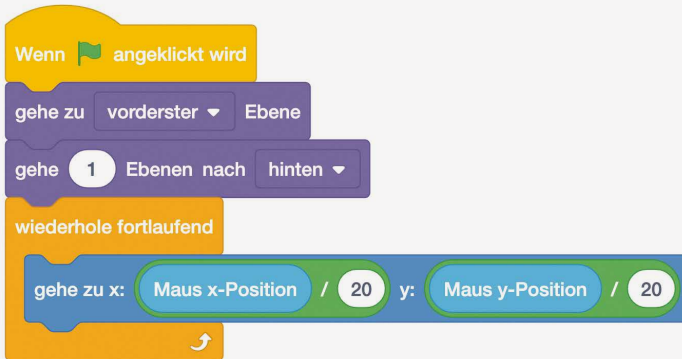 Wenn angeklickt wird
gehe zu vorderster Ebene
gehe 1 Ebenen nach hinten
wiederhole fortlaufend
gehe zu x: Maus x-Position / 20 y: Maus y-Position / 20